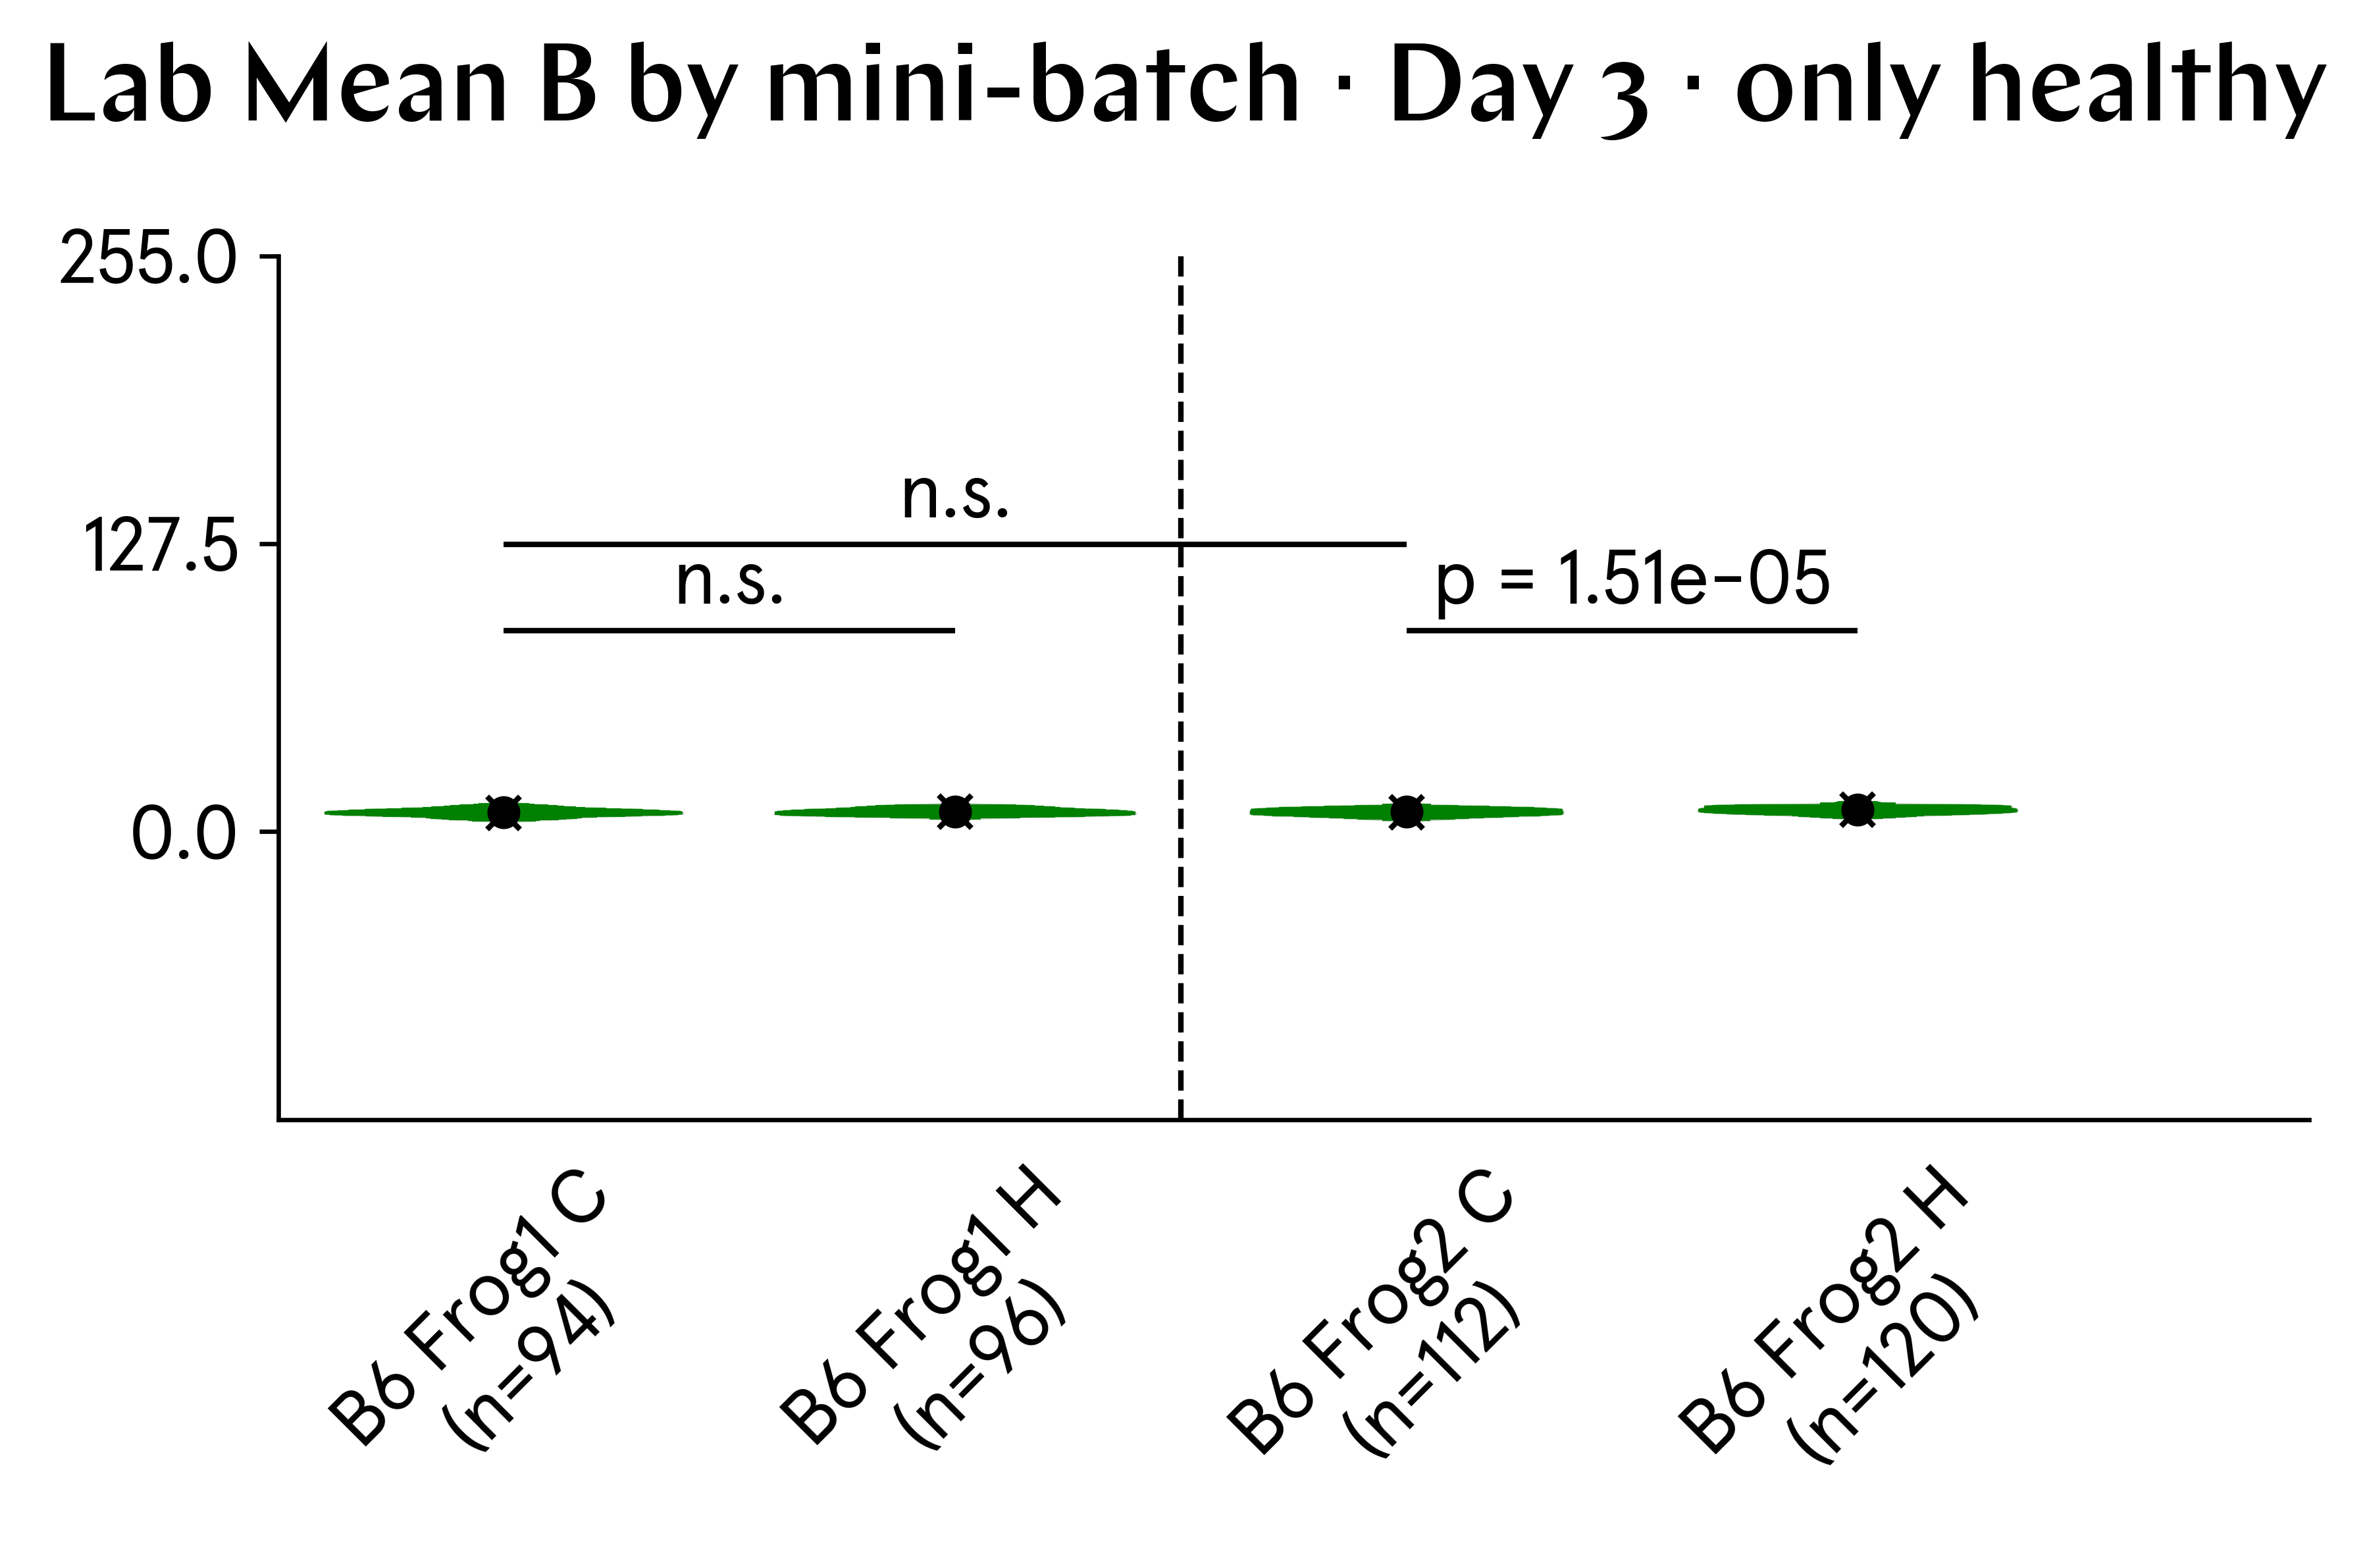 Lab Mean B by mini-batch · Day 3 · only healthy
255.0
127.5
0.0
n.s.
n.s.
p = 1.51e-05
B6 Frog1 C
(n=94)
B6 Frog1 H
(n=96)
B6 Frog2 C
(n=112)
B6 Frog2 H
(n=120)